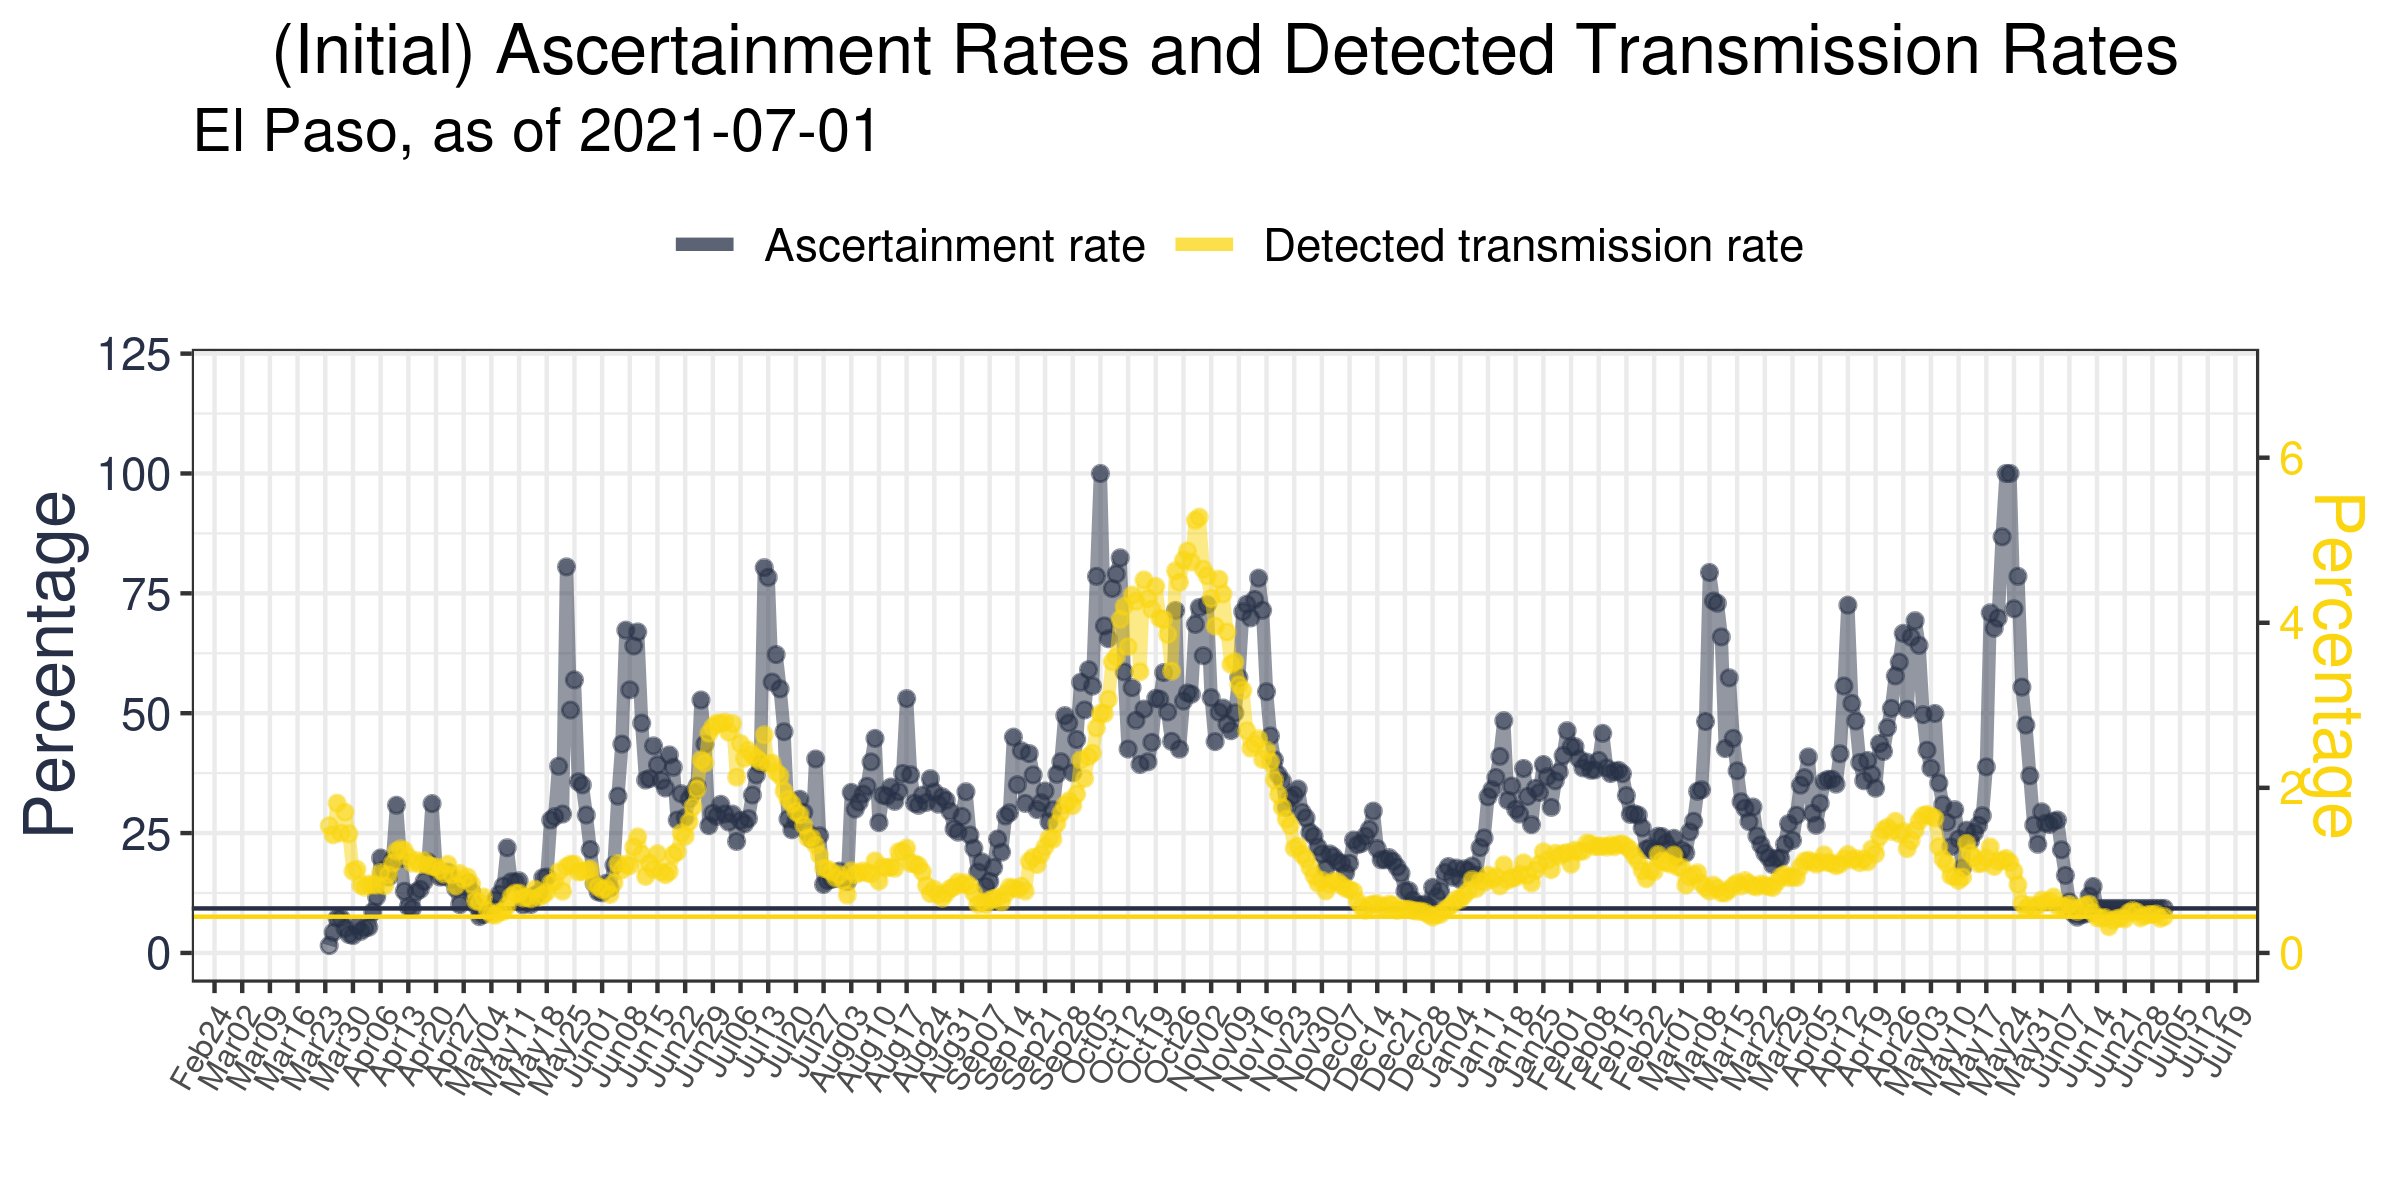 (Initial) Ascertainment Rates and Detected Transmission Rates
El Paso, as of 2021-07-01
Ascertainment rate Detected transmission rate
125
100
75
50
25
0
Percentage
6
4
2
0
Percentage
Feb24 Mar02 Mar09 Mar16 Mar23 Mar30 Apr06 Apr13 Apr20 Apr27 May04 May11 May18 May25 Jun01 Jun08 Jun15 Jun22 Jun29 Jul06 Jul13 Jul20 Jul27 Aug03 Aug10 Aug17 Aug24 Aug31 Sep07 Sep14 Sep21 Sep28 Oct05 Oct12 Oct19 Oct26 Nov02 Nov09 Nov16 Nov23 Nov30 Dec07 Dec14 Dec21 Dec28 Jan04 Jan11 Jan18 Jan25 Feb01 Feb08 Feb15 Feb22 Mar01 Mar08 Mar15 Mar22 Mar29 Apr05 Apr12 Apr19 Apr26 May03 May10 May17 May24 May31 Jun07 Jun14 Jun21 Jun28 Jul05 Jul12 Jul19